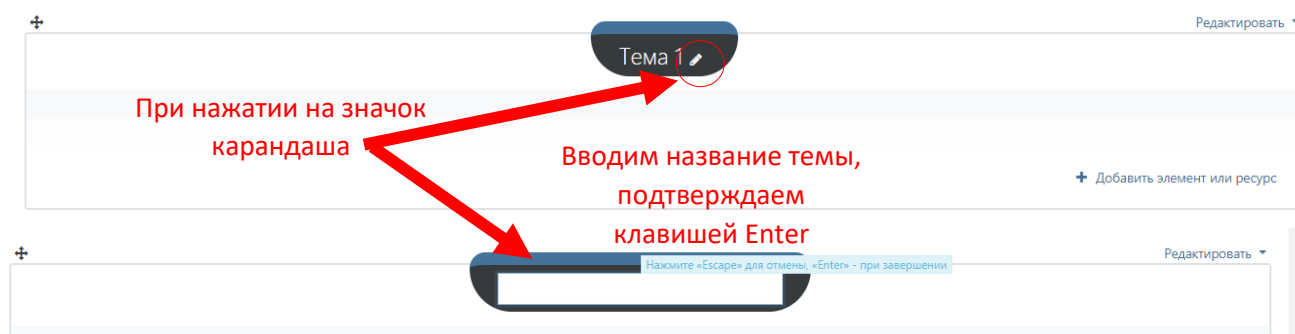 Редактировать
Тема 1
При нажатии на значок
карандаша
Вводим название темы,
подтверждаем
клавишей Enter
Добавить элемент или ресурс
Редактировать
Нажмите «Escape» для отмены, «Enter» - при завершении